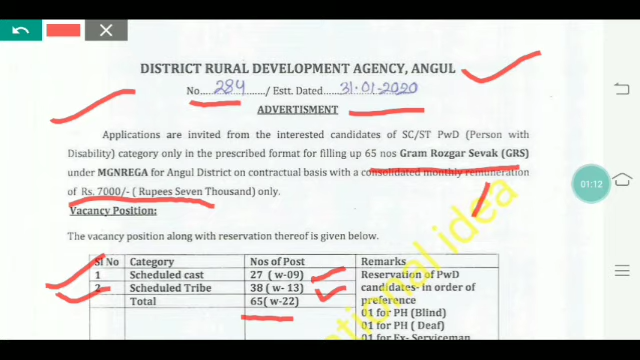 DISTRICT RURAL DEVELOPMENT AGENCY, ANGUL
No....284....../ Estt. Dated....31.01.2020
ADVERTISMENT
Applications are invited from the interested candidates of SC/ST PwD (Person with
Disability) category only in the prescribed format for filling up 65 nos Gram Rozgar Sevak (GRS)
under MGNREGA for Angul District on contractual basis with a consolidated monthly remuneration
of Rs. 7000/- ( Rupees Seven Thousand) only.
01:12
Vacancy Position:
The vacancy position along with reservation thereof is given below.
Sl No Category Nos of Post Remarks
1 Scheduled cast 27 ( w-09) Reservation of PwD
2 Scheduled Tribe 38 ( w- 13) candidates- in order of
Total 65( w-22) preference
01 for PH (Blind)
01 for PH ( Deaf)
01 for Ex- Serviceman
idea